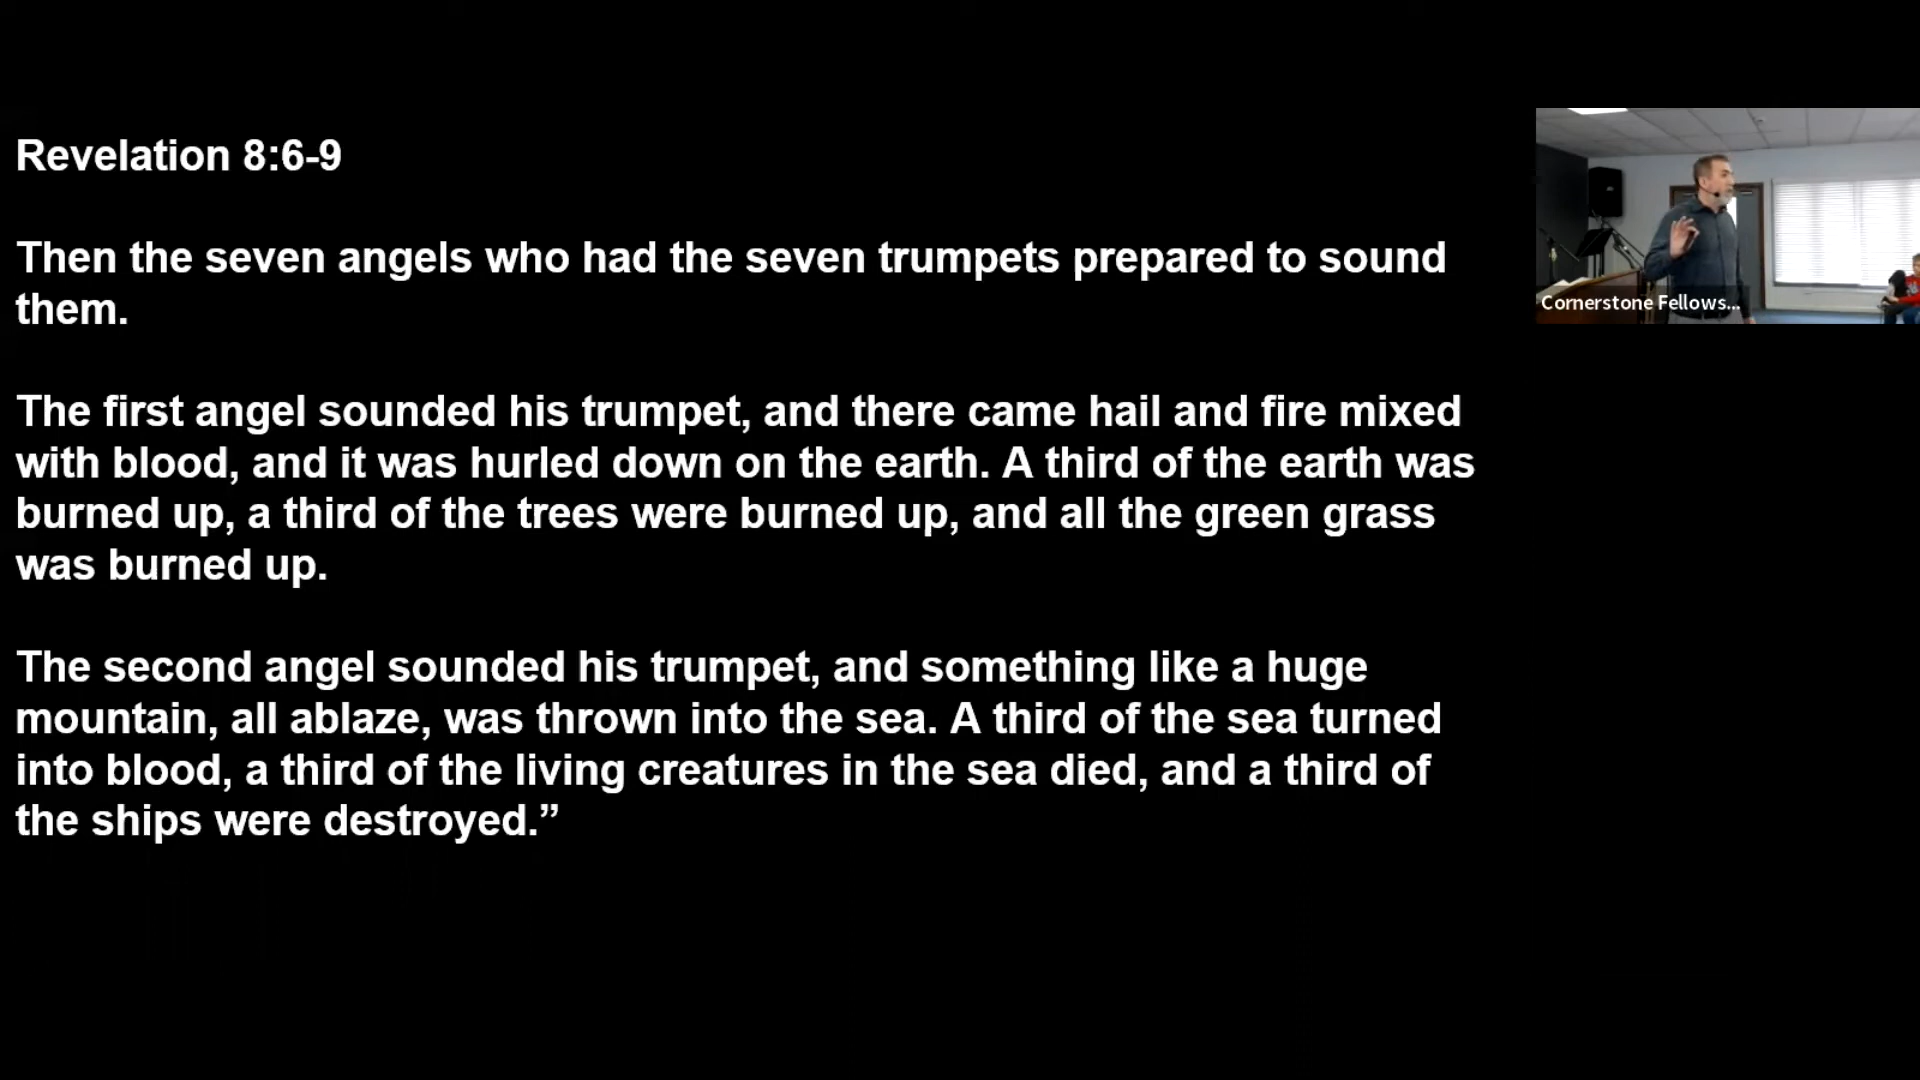 Revelation 8:6-9
Then the seven angels who had the seven trumpets prepared to sound
them.
The first angel sounded his trumpet, and there came hail and fire mixed
with blood, and it was hurled down on the earth. A third of the earth was
burned up, a third of the trees were burned up, and all the green grass
was burned up.
The second angel sounded his trumpet, and something like a huge
mountain, all ablaze, was thrown into the sea. A third of the sea turned
into blood, a third of the living creatures in the sea died, and a third of
the ships were destroyed.”
Cornerstone Fellows...